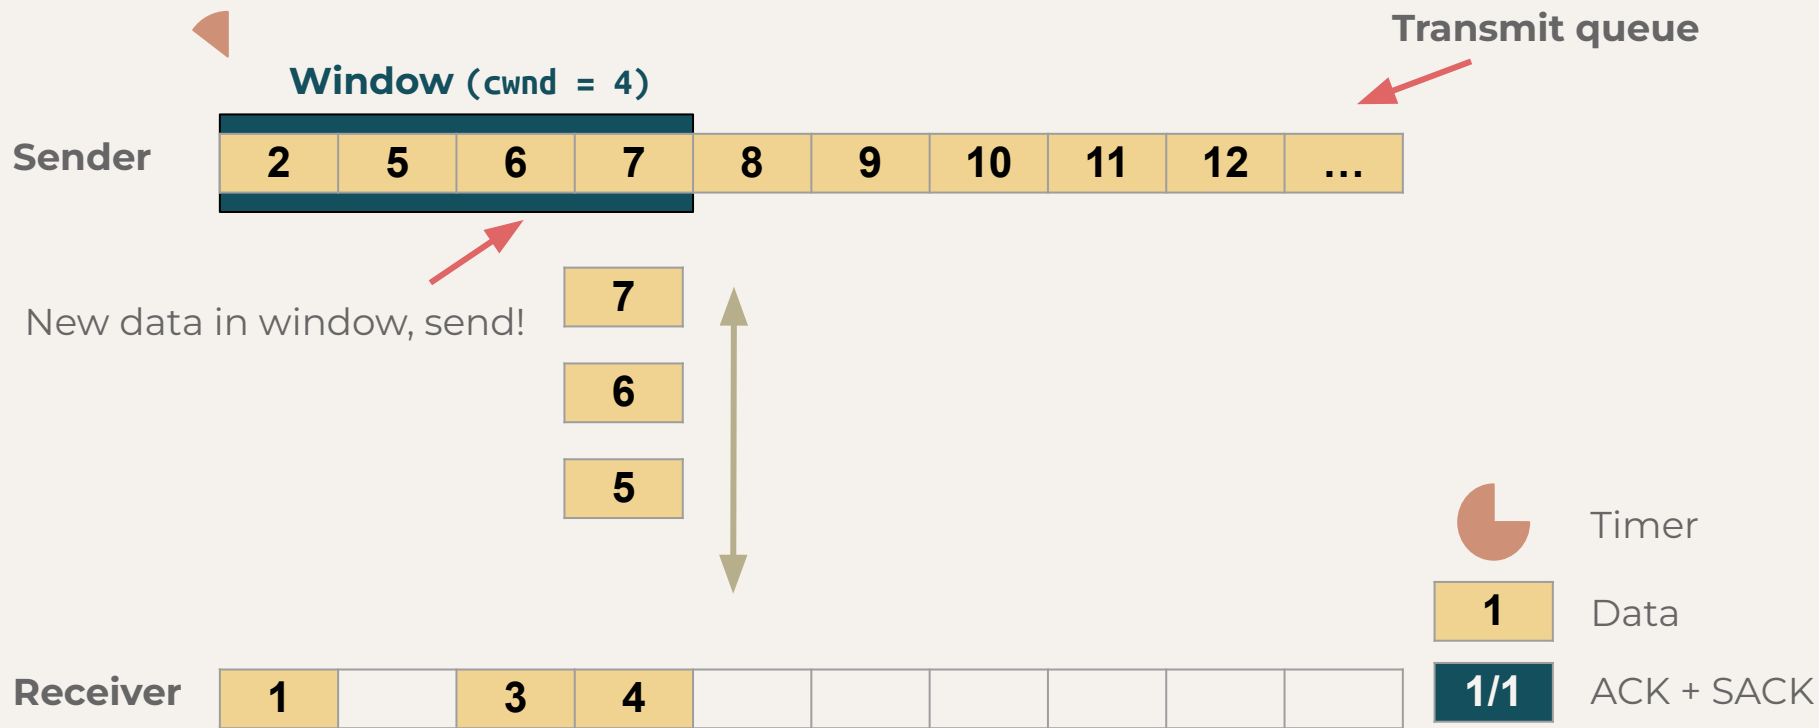 Transmit queue
Window (cwnd = 4)
Sender
2 5 6 7 8 9 10 11 12 ...
7
New data in window, send!
6
5
Timer
1 Data
Receiver
1 3 4
1/1 ACK + SACK